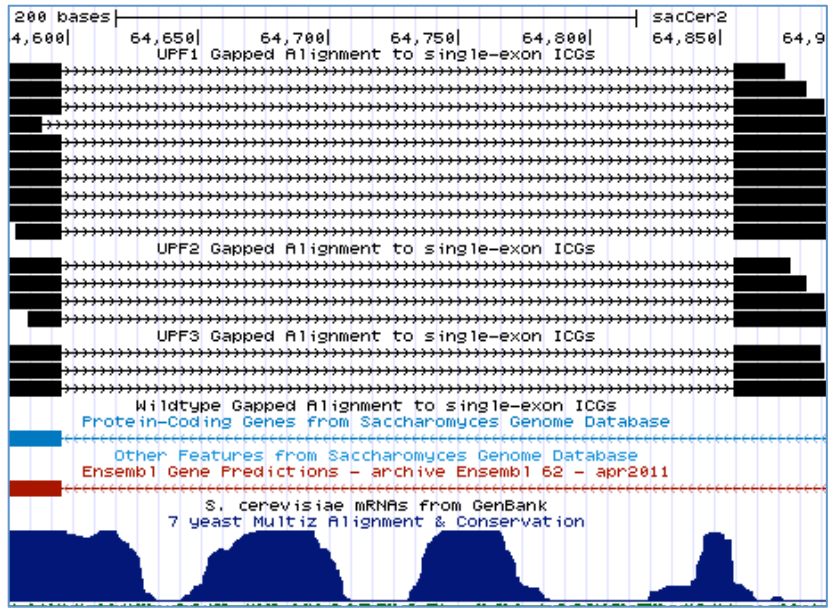 200 bases sacCer2
4,600| 64,650| 64,700| 64,750| 64,800| 64,850| 64,9
UPF1 Gapped Alignment to single-exon ICGs
UPF2 Gapped Alignment to single-exon ICGs
UPF3 Gapped Alignment to single-exon ICGs
Wildtype Gapped Alignment to single-exon ICGs
Protein-Coding Genes from Saccharomyces Genome Database
Other Features from Saccharomyces Genome Database
Ensembl Gene Predictions - archive Ensembl 62 - apr2011
S. cerevisiae mRNAs from GenBank
7 yeast Multiz Alignment & Conservation